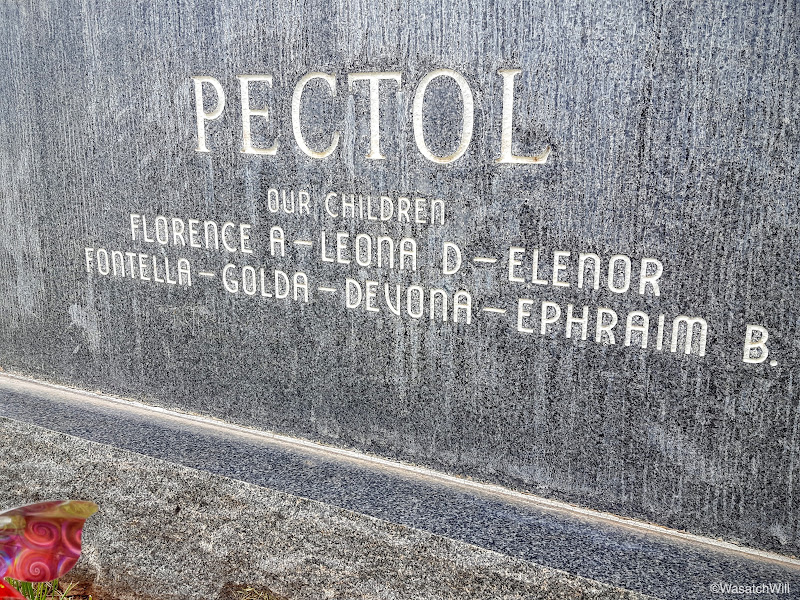 PECTOL
OUR CHILDREN
FLORENCE A – LEONA D – ELENOR
FONTELLA – GOLDA – DEVONA – EPHRAIM B.
©WasatchWill